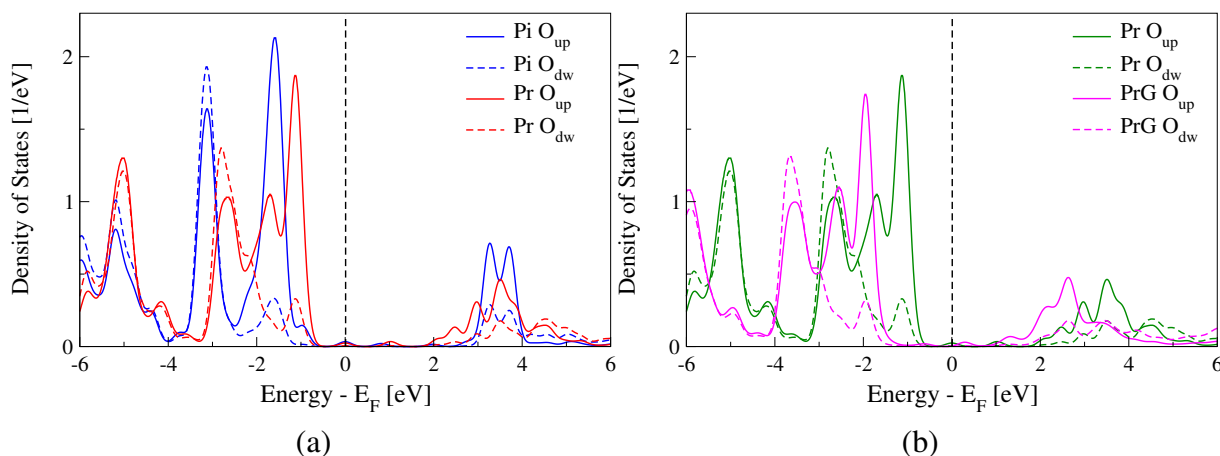 2
1
0
-6
-4
-2
0
2
4
6
Density of States [1/eV]
Energy - E_F [eV]
Pi O_up
Pi O_dw
Pr O_up
Pr O_dw
(a)
2
1
0
-6
-4
-2
0
2
4
6
Density of States [1/eV]
Energy - E_F [eV]
Pr O_up
Pr O_dw
PrG O_up
PrG O_dw
(b)